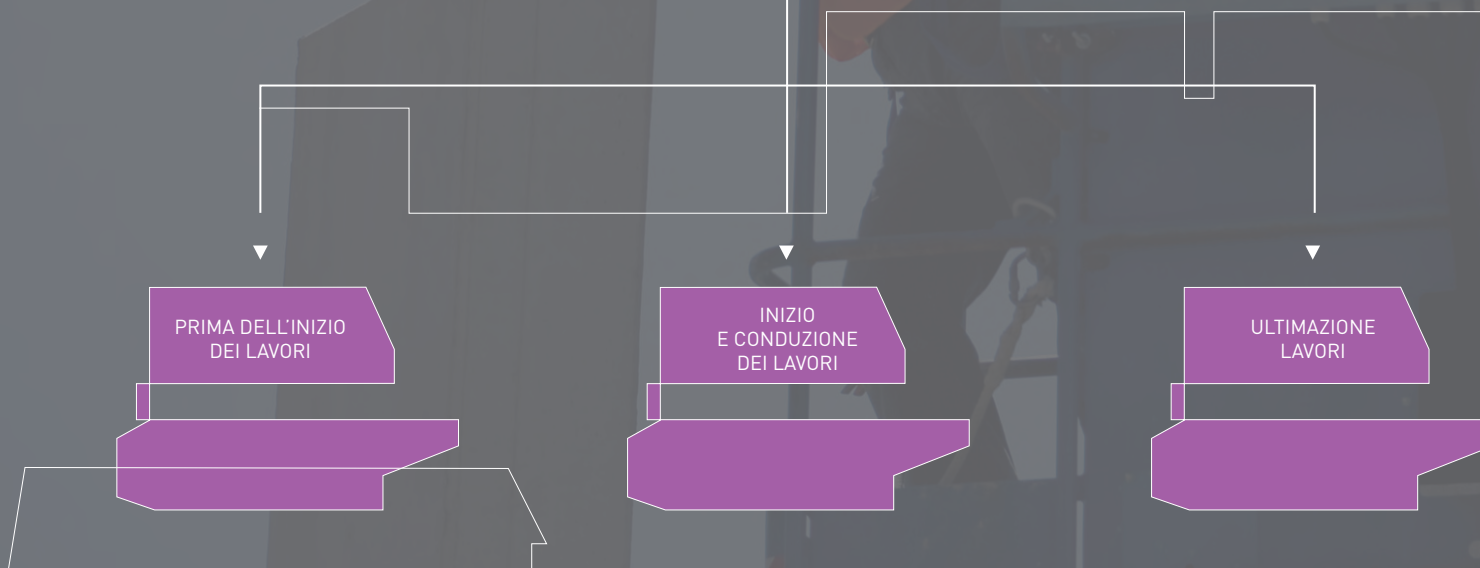 PRIMA DELL'INIZIO
DEI LAVORI
INIZIO
E CONDUZIONE
DEI LAVORI
ULTIMAZIONE
LAVORI